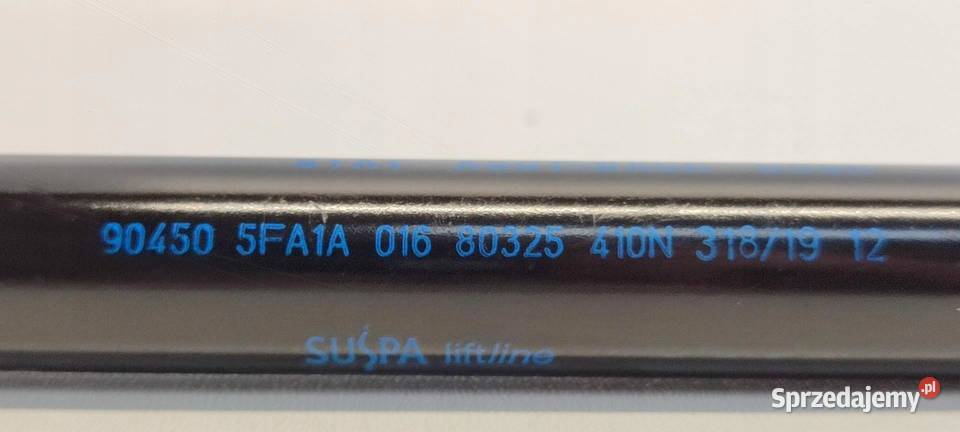 90450 5FA1A 016 80325 410N 318/19 12
SUSPA liftline
Sprzedajemy.pl